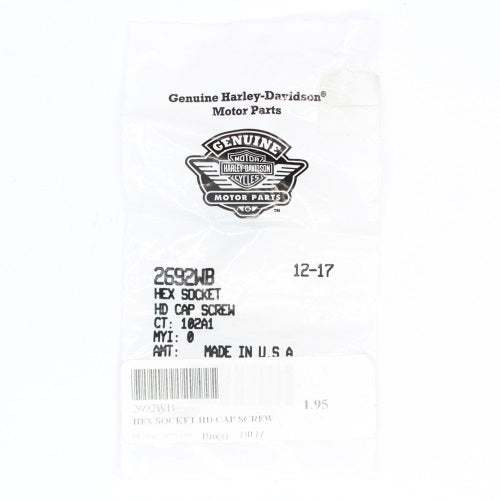 Genuine Harley-Davidson®
Motor Parts
GENUINE
MOTOR
HARLEY-DAVIDSON
CYCLES
MOTOR PARTS
™
2692WB 12-17
HEX SOCKET
HD CAP SCREW
CT: 102A1
MYI: 0
AMT: MADE IN U.S.A
2692WB
1.95
HEX SOCKET HD CAP SCREW